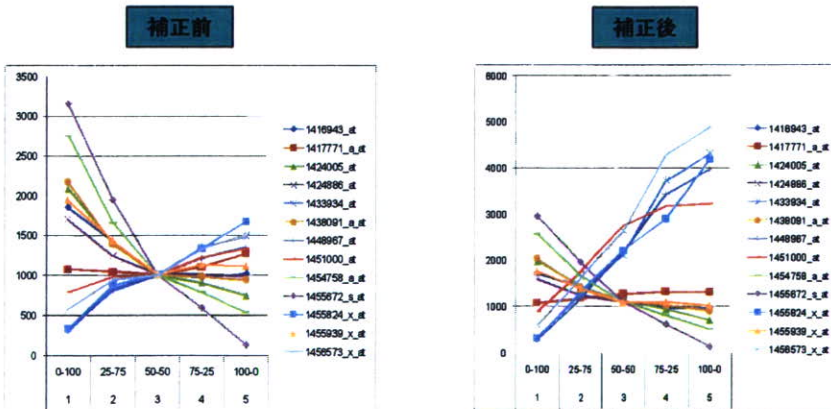 補正前
3500
3000
2500
2000
1500
1000
500
0
0-100 25-75 50-50 75-25 100-0
1 2 3 4 5
1416943_at
1417771_a_at
1424005_at
1424886_at
1433934_at
1438091_a_at
1448967_at
1451000_at
1454758_a_at
1455672_s_at
1455824_x_at
1455939_x_at
1456573_x_at
補正後
6000
5000
4000
3000
2000
1000
0
0-100 25-75 50-50 75-25 100-0
1 2 3 4 5
1416943_at
1417771_a_at
1424005_at
1424886_at
1433934_at
1438091_a_at
1448967_at
1451000_at
1454758_a_at
1455672_s_at
1455824_x_at
1455939_x_at
1456573_x_at